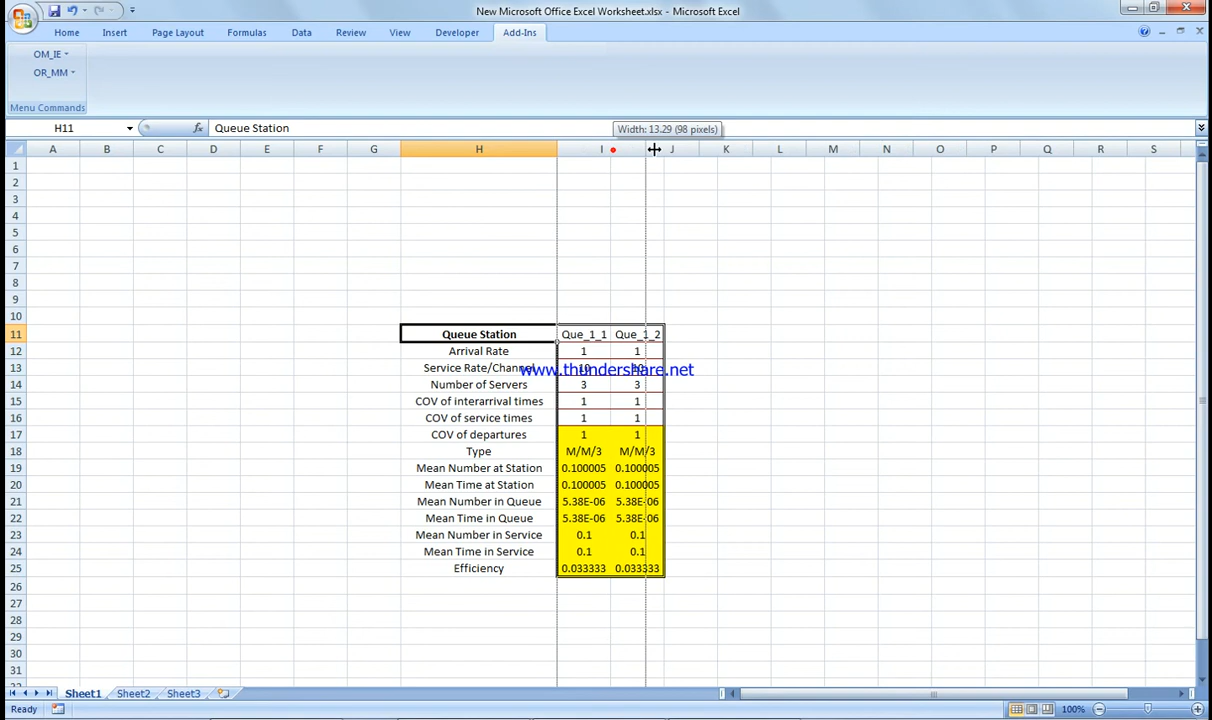 New Microsoft Office Excel Worksheet.xlsx - Microsoft Excel
Home Insert Page Layout Formulas Data Review View Developer Add-Ins
OM_IE
OR_MM
Menu Commands
H11 fx Queue Station
Width: 13.29 (98 pixels)
A B C D E F G H I J K L M N O P Q R S
1
2
3
4
5
6
7
8
9
10
11 Queue Station Que_1_1 Que_1_2
12 Arrival Rate 1 1
13 Service Rate/Channel 10 10
www.thundershare.net
14 Number of Servers 3 3
15 COV of interarrival times 1 1
16 COV of service times 1 1
17 COV of departures 1 1
18 Type M/M/3 M/M/3
19 Mean Number at Station 0.100005 0.100005
20 Mean Time at Station 0.100005 0.100005
21 Mean Number in Queue 5.38E-06 5.38E-06
22 Mean Time in Queue 5.38E-06 5.38E-06
23 Mean Number in Service 0.1 0.1
24 Mean Time in Service 0.1 0.1
25 Efficiency 0.033333 0.033333
26
27
28
29
30
31
Sheet1 Sheet2 Sheet3
Ready 100%